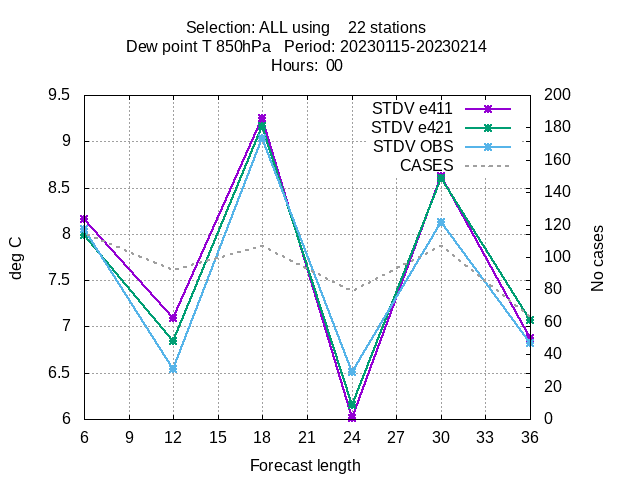 Selection: ALL using 22 stations
Dew point T 850hPa Period: 20230115-20230214
Hours: 00
9.5 200
STDV e411
STDV e421
STDV OBS
CASES
9 180
8.5 160
8 140
7.5 120
7 100
6.5 80
6 60
40
20
0
deg C
No cases
6 9 12 15 18 21 24 27 30 33 36
Forecast length